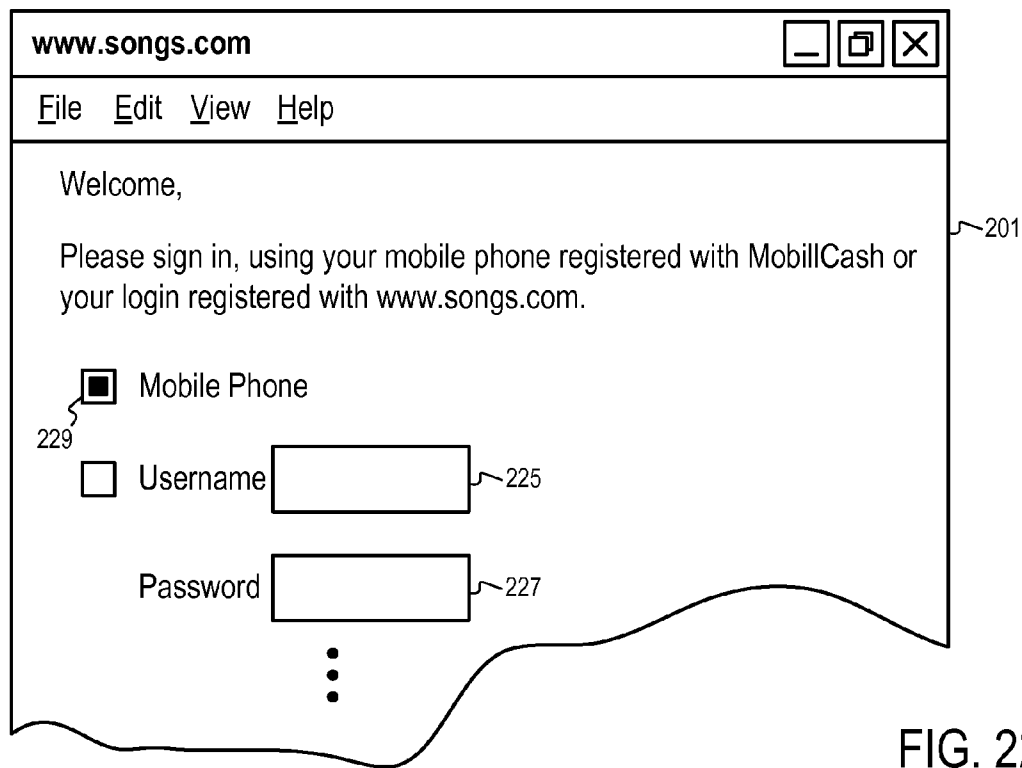 www.songs.com
File Edit View Help
Welcome,
Please sign in, using your mobile phone registered with MobillCash or
your login registered with www.songs.com.
201
Mobile Phone
229
Username
225
Password
227
FIG.